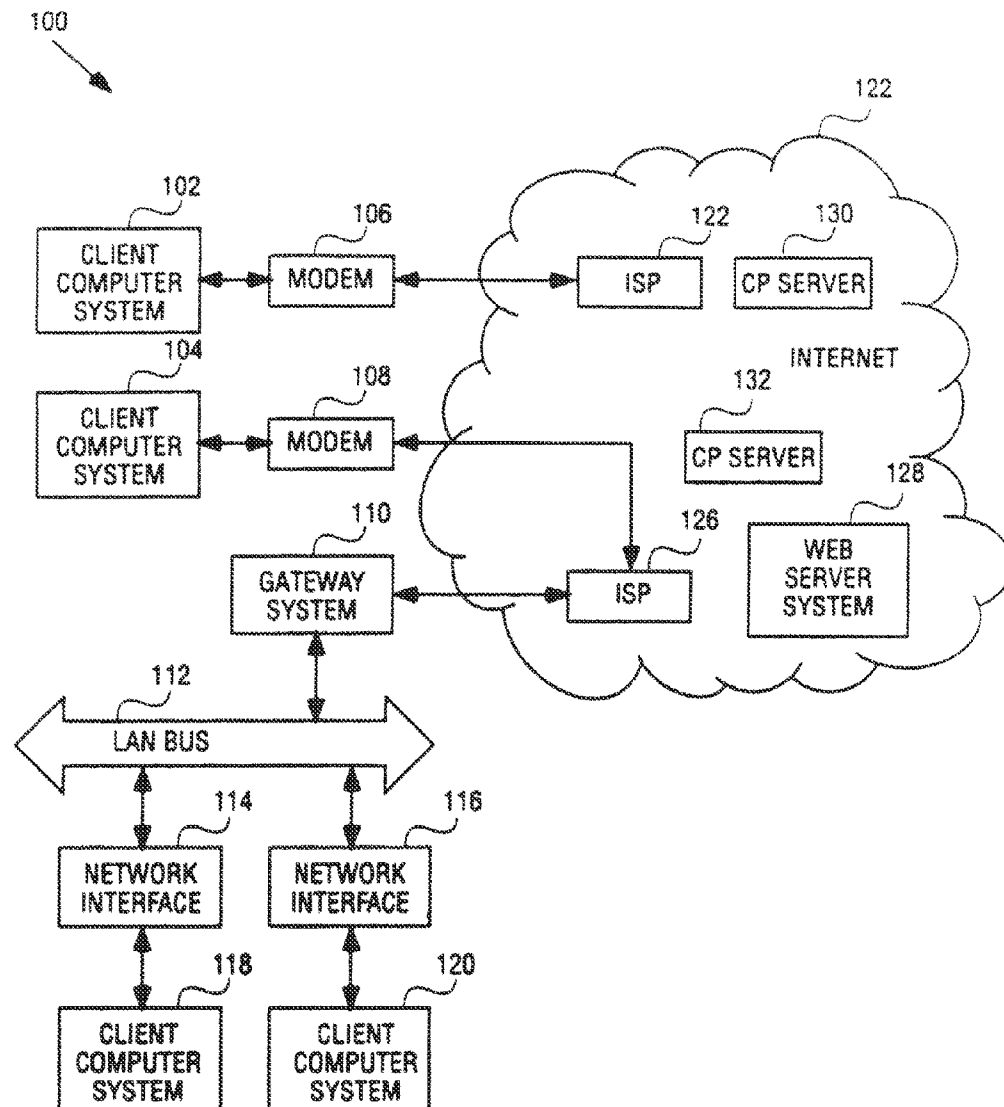 100
122
102
106
122
130
CLIENT
COMPUTER
SYSTEM
MODEM
ISP
CP SERVER
INTERNET
104
108
132
CLIENT
COMPUTER
SYSTEM
MODEM
CP SERVER
128
110
126
GATEWAY
SYSTEM
ISP
WEB
SERVER
SYSTEM
112
LAN BUS
114
116
NETWORK
INTERFACE
NETWORK
INTERFACE
118
120
CLIENT
COMPUTER
SYSTEM
CLIENT
COMPUTER
SYSTEM